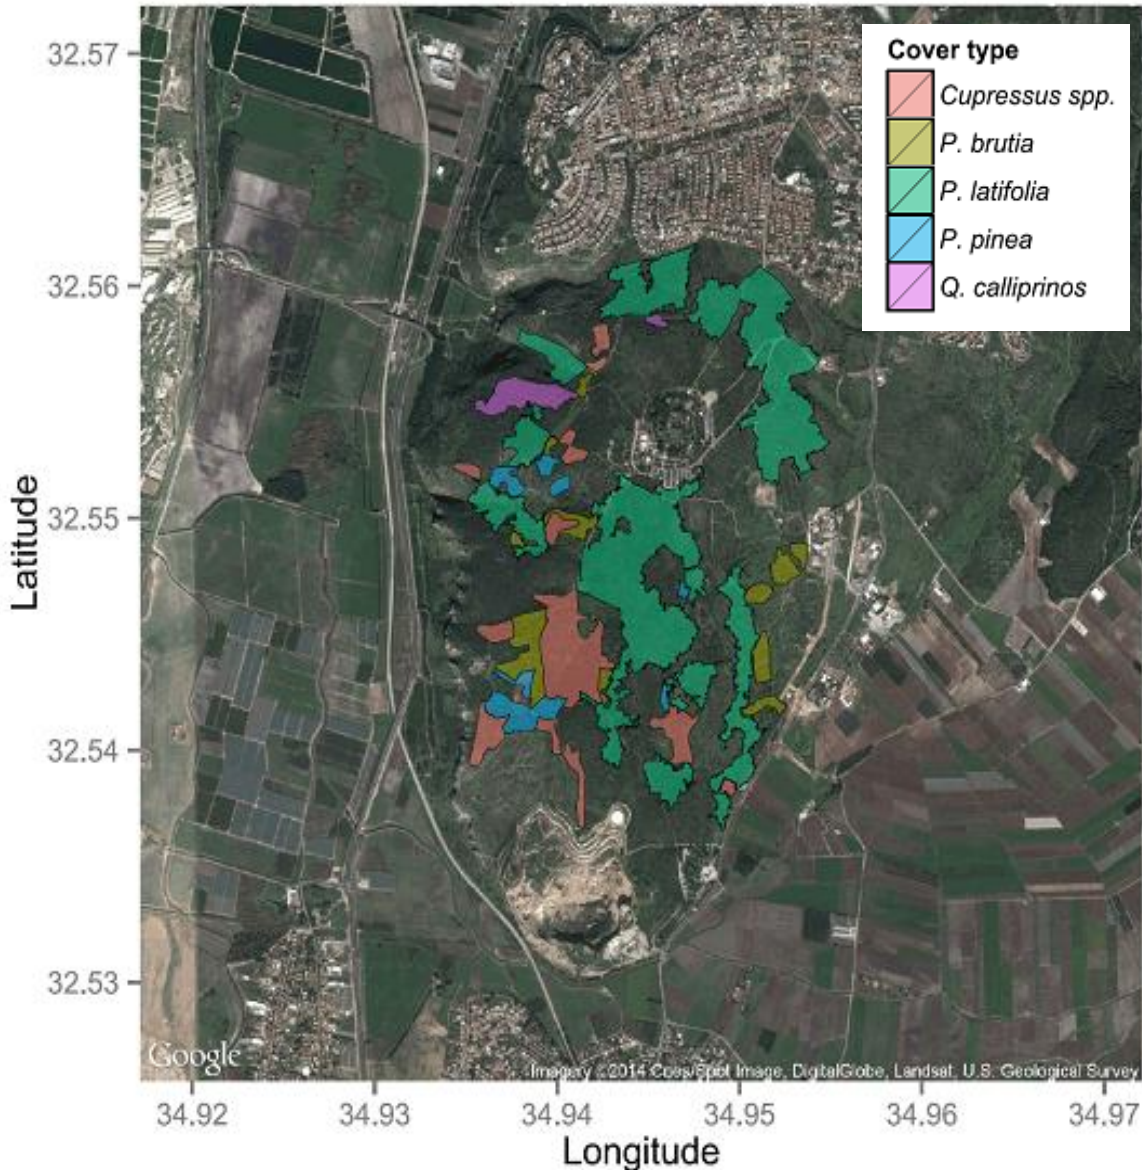 Cover type
Cupressus spp.
P. brutia
P. latifolia
P. pinea
Q. calliprinos
32.57
32.56
32.55
32.54
32.53
Latitude
Google
Imagery ©2014 Cnes/Spot Image, DigitalGlobe, Landsat, U.S. Geological Survey
34.92
34.93
34.94
34.95
34.96
34.97
Longitude